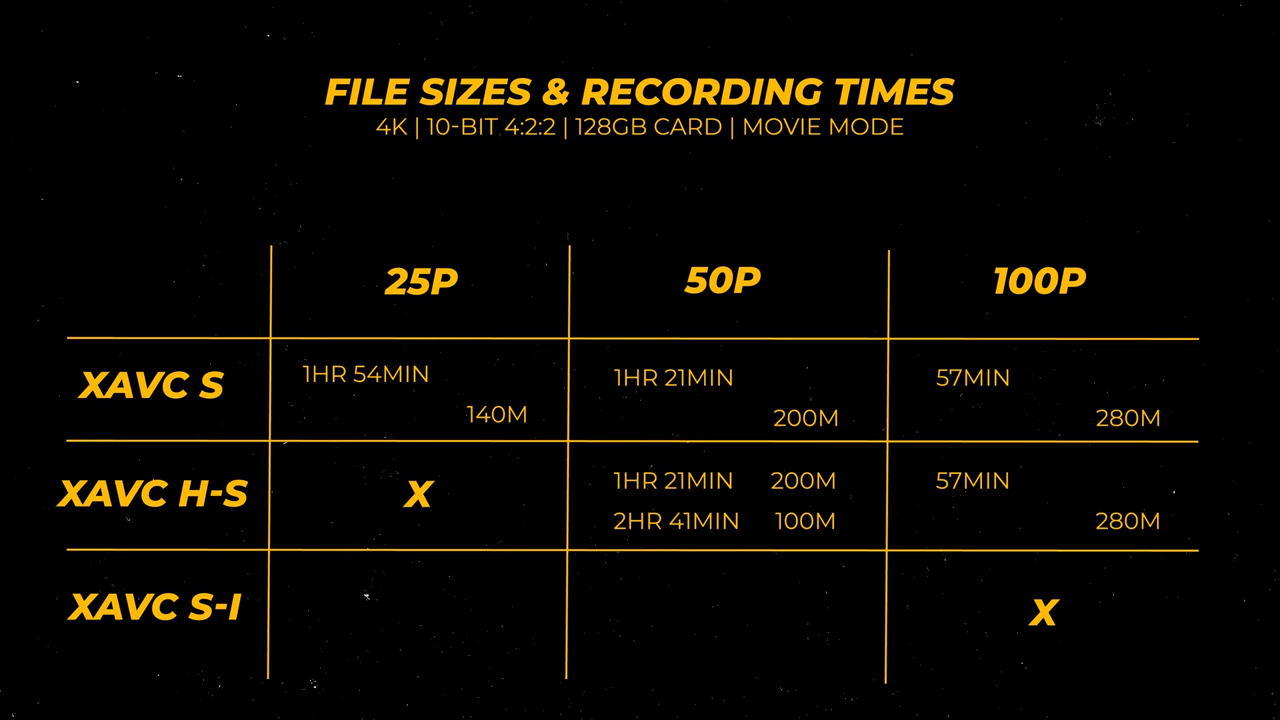 FILE SIZES & RECORDING TIMES
4K | 10-BIT 4:2:2 | 128GB CARD | MOVIE MODE
25P 50P 100P
XAVC S 1HR 54MIN 140M 1HR 21MIN 200M 57MIN 280M
XAVC H-S X 1HR 21MIN 200M 2HR 41MIN 100M 57MIN 280M
XAVC S-I X